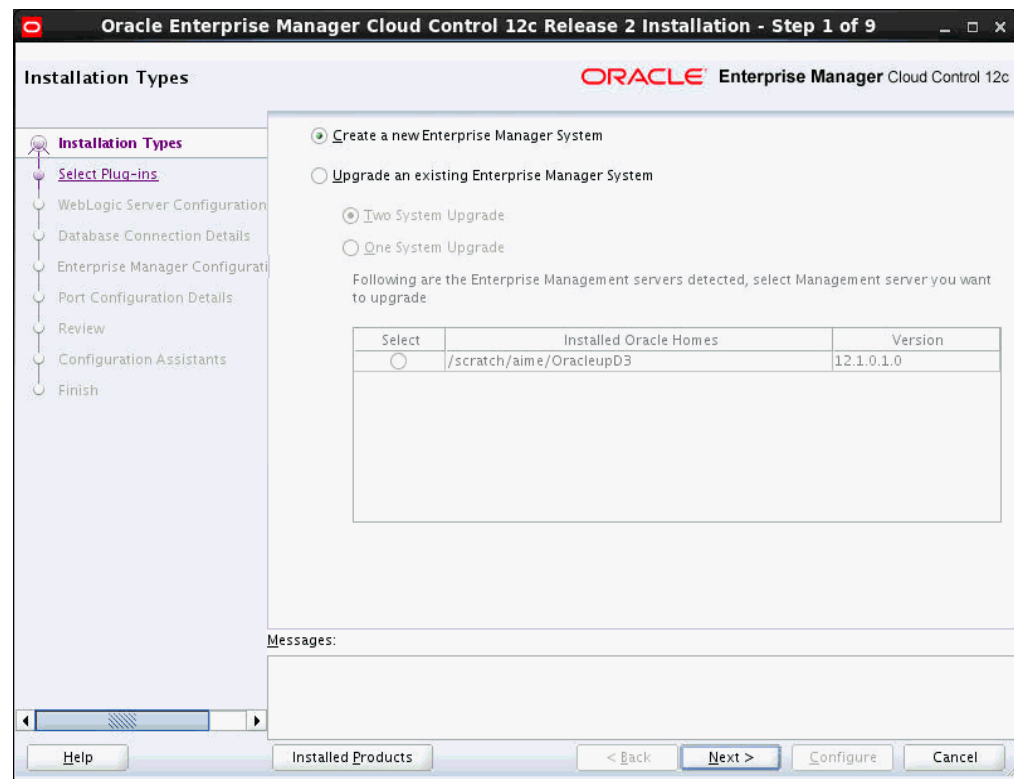 Oracle Enterprise Manager Cloud Control 12c Release 2 Installation - Step 1 of 9
Installation Types
ORACLE Enterprise Manager Cloud Control 12c
Installation Types
Select Plug-ins
WebLogic Server Configuration
Database Connection Details
Enterprise Manager Configurati
Port Configuration Details
Review
Configuration Assistants
Finish
Create a new Enterprise Manager System
Upgrade an existing Enterprise Manager System
Two System Upgrade
One System Upgrade
Following are the Enterprise Management servers detected, select Management server you want
to upgrade
Select Installed Oracle Homes Version
/scratch/aime/OracleupD3 12.1.0.1.0
Messages:
Help Installed Products < Back Next > Configure Cancel